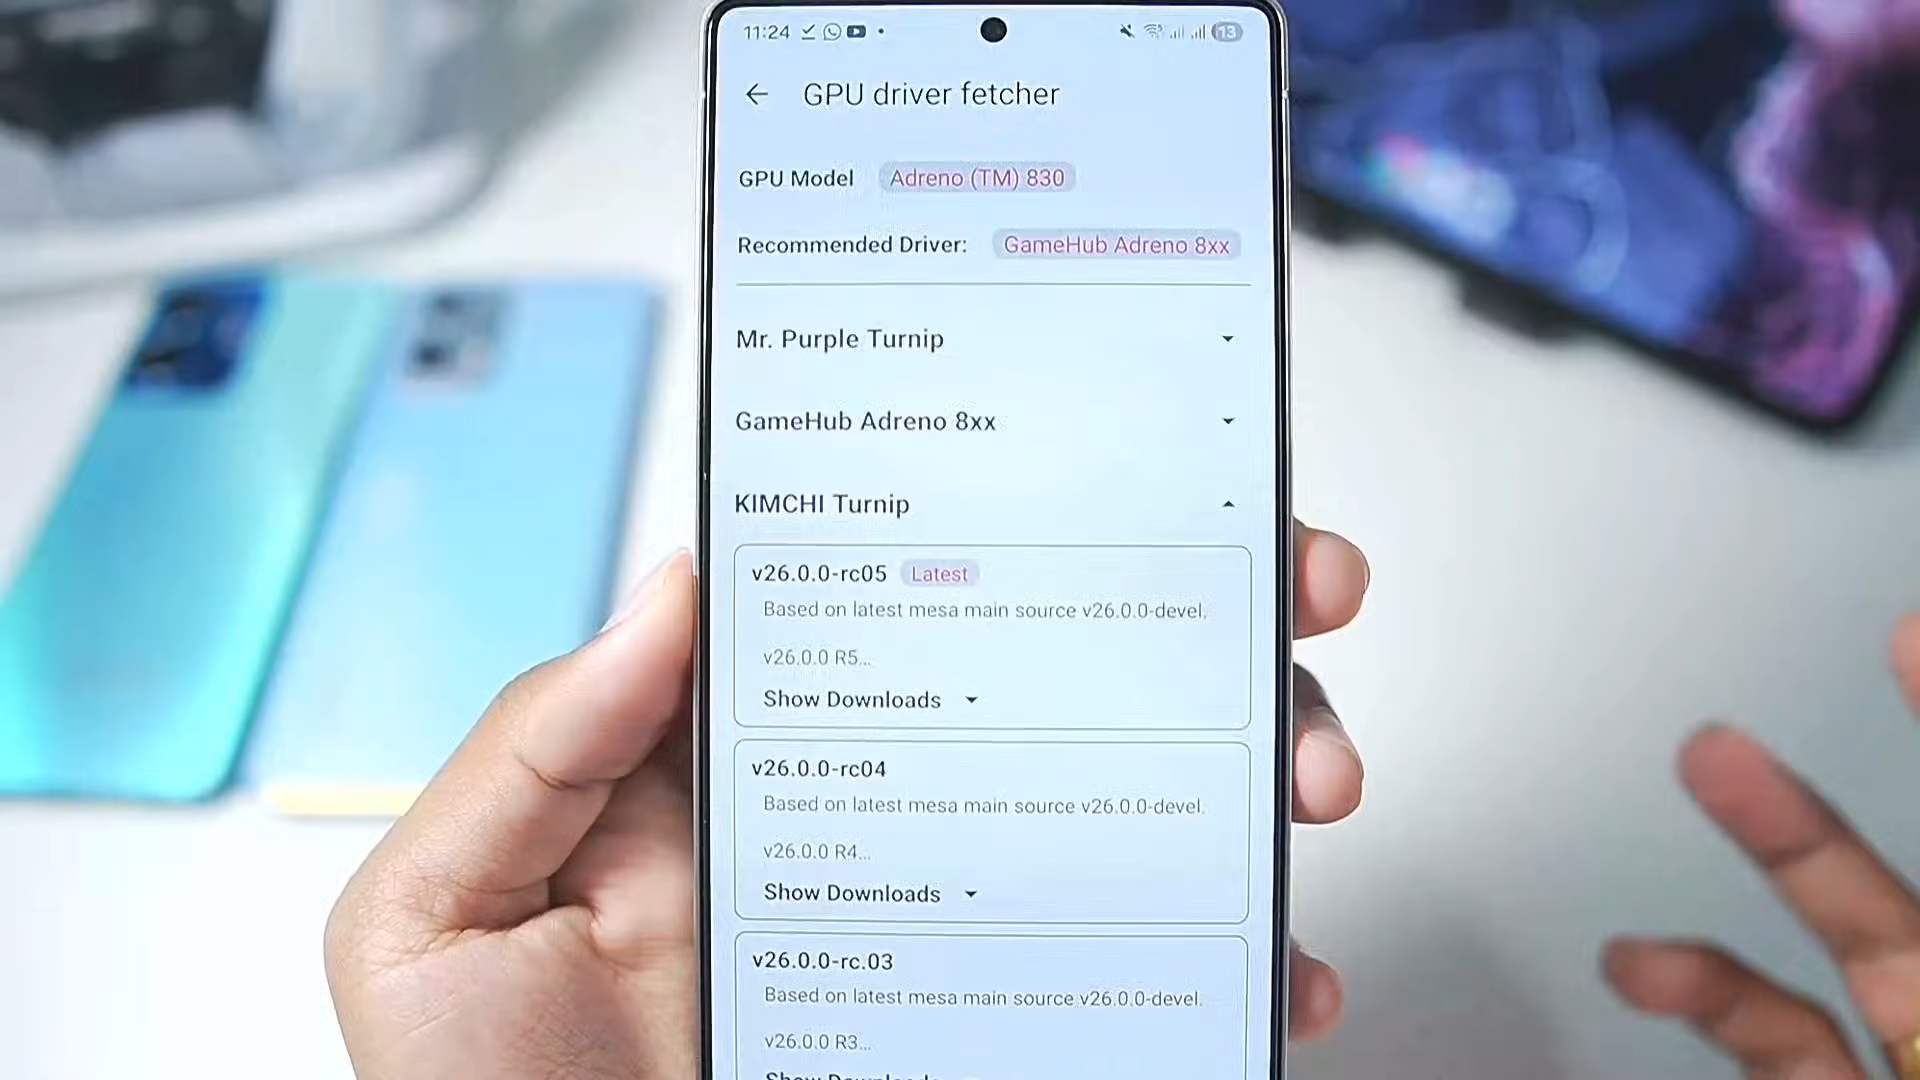 11:24
13
GPU driver fetcher
GPU Model Adreno (TM) 830
Recommended Driver: GameHub Adreno 8xx
Mr. Purple Turnip
GameHub Adreno 8xx
KIMCHI Turnip
v26.0.0-rc05 Latest
Based on latest mesa main source v26.0.0-devel.
v26.0.0 R5...
Show Downloads
v26.0.0-rc04
Based on latest mesa main source v26.0.0-devel.
v26.0.0 R4...
Show Downloads
v26.0.0-rc.03
Based on latest mesa main source v26.0.0-devel.
v26.0.0 R3...
Show Downloads